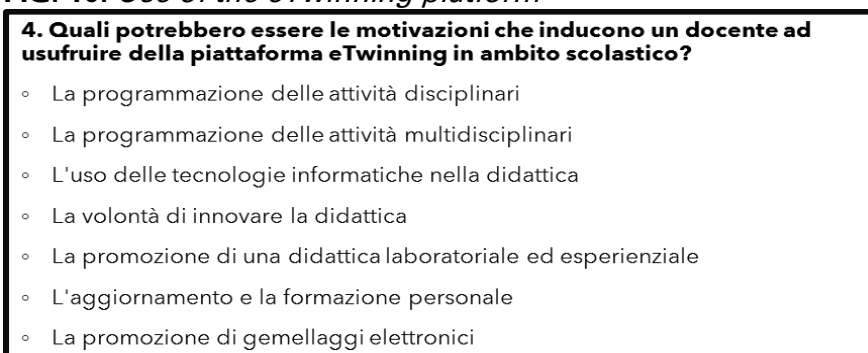 4. Quali potrebbero essere le motivazioni che inducono un docente ad
usufruire della piattaforma eTwinning in ambito scolastico?
◦ La programmazione delle attività disciplinari
◦ La programmazione delle attività multidisciplinari
◦ L'uso delle tecnologie informatiche nella didattica
◦ La volontà di innovare la didattica
◦ La promozione di una didattica laboratoriale ed esperienziale
◦ L'aggiornamento e la formazione personale
◦ La promozione di gemellaggi elettronici